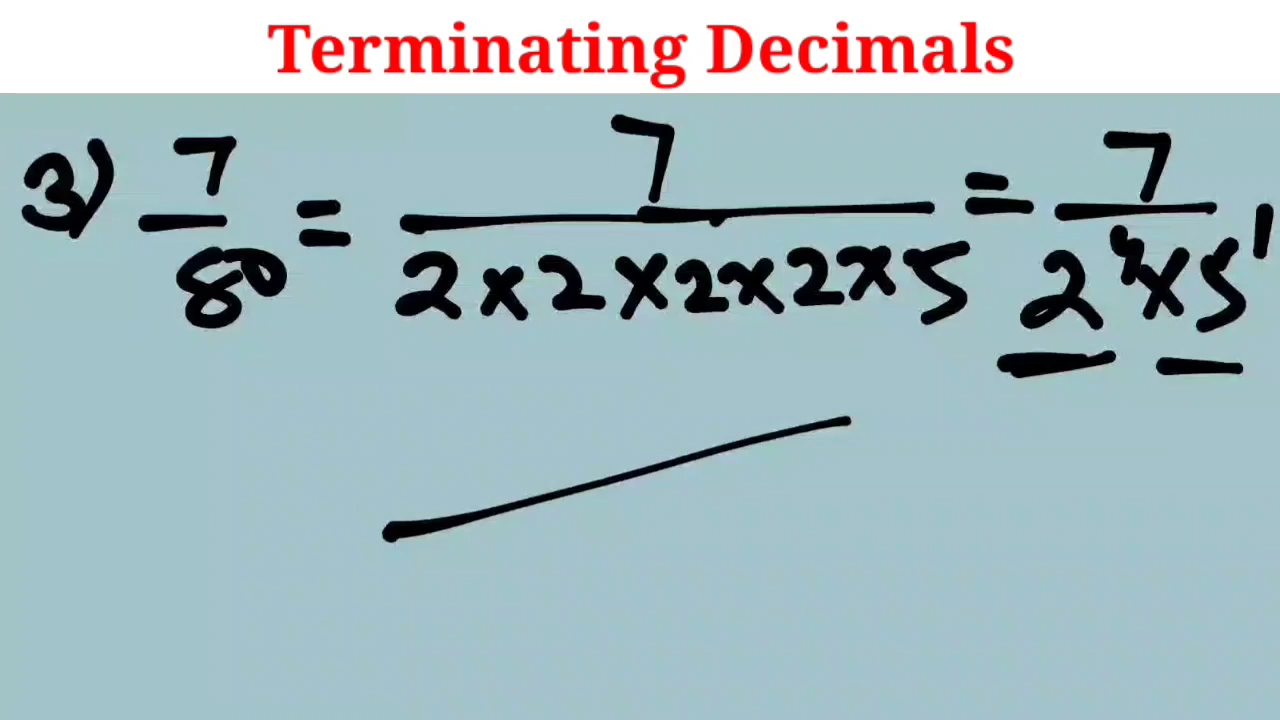 Terminating Decimals
3) 7/80 = 7/(2×2×2×2×5) = 7/(2⁴×5¹)